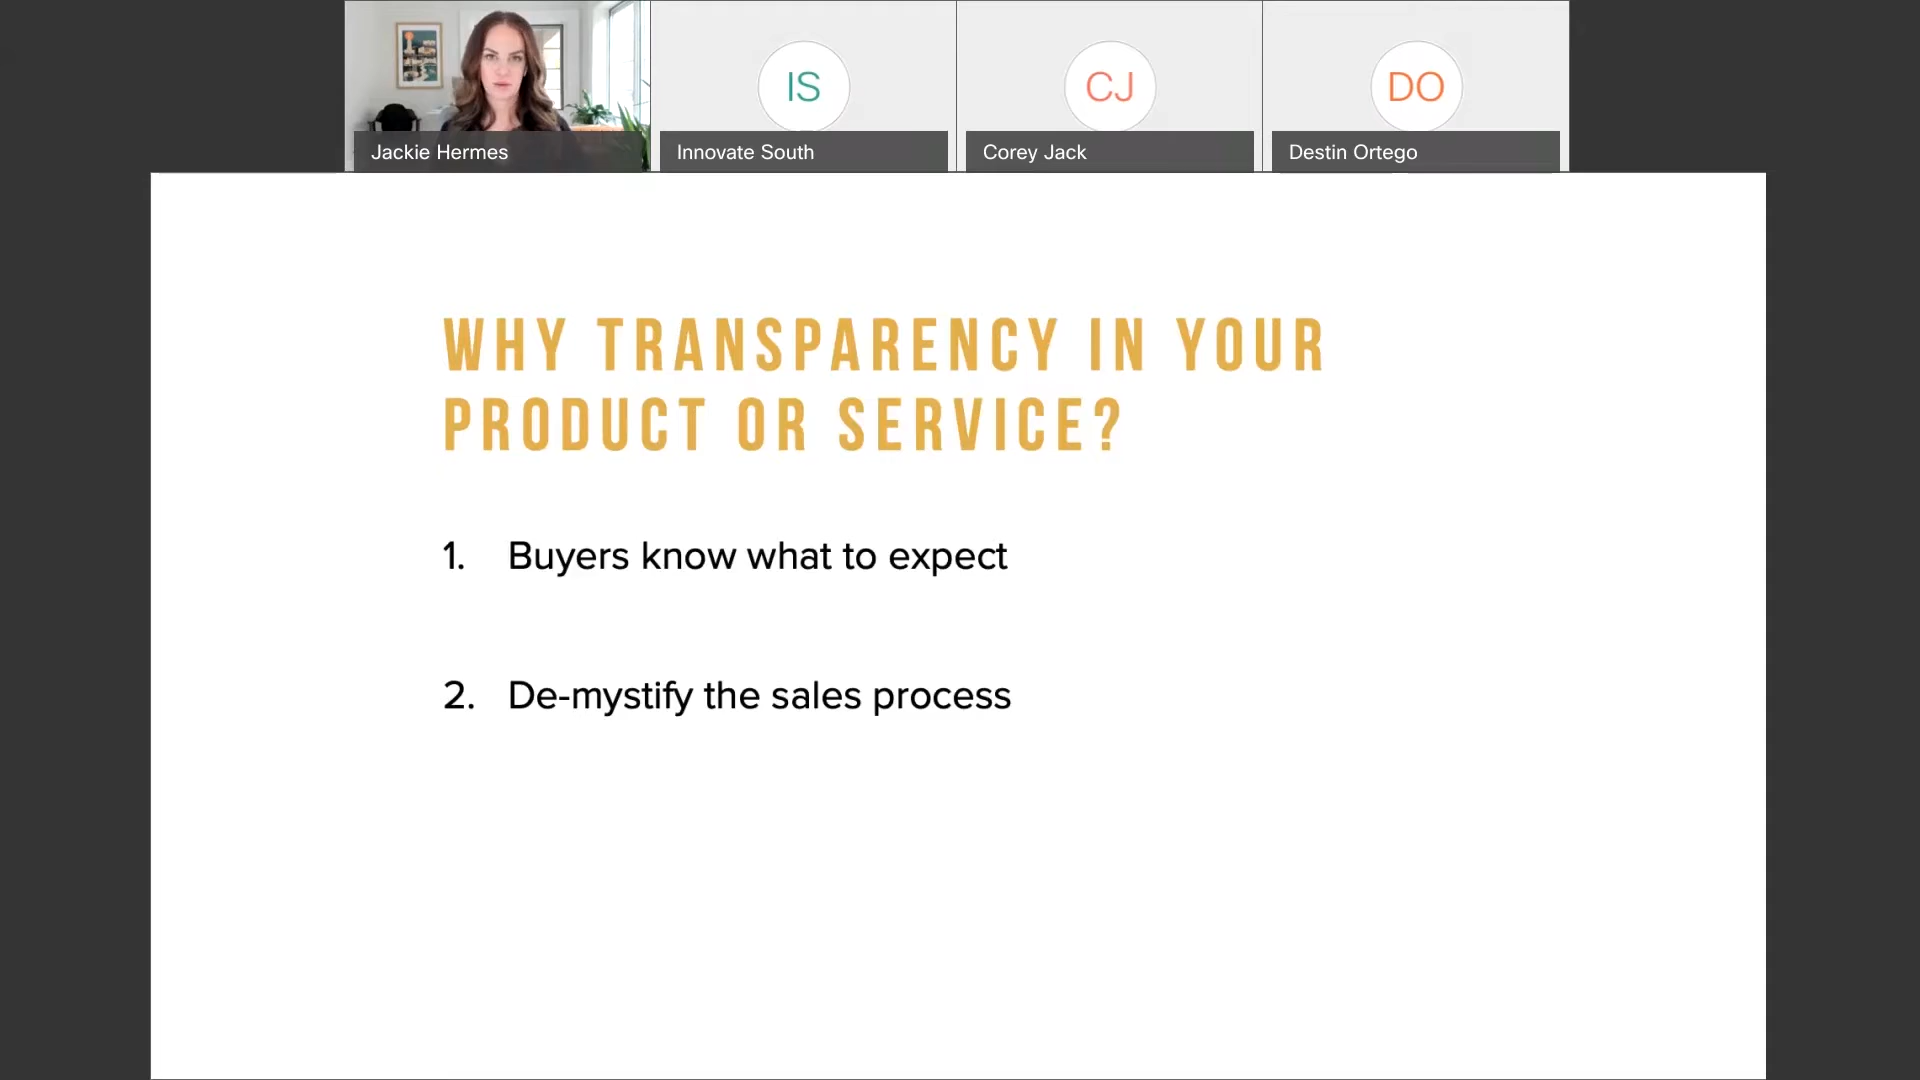 IS
CJ
DO
Jackie Hermes
Innovate South
Corey Jack
Destin Ortego
WHY TRANSPARENCY IN YOUR
PRODUCT OR SERVICE?
1. Buyers know what to expect
2. De-mystify the sales process